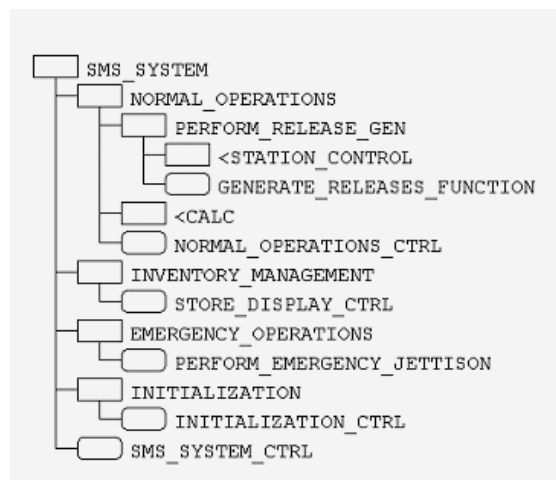 SMS_SYSTEM
NORMAL_OPERATIONS
PERFORM_RELEASE_GEN
<STATION_CONTROL
GENERATE_RELEASES_FUNCTION
<CALC
NORMAL_OPERATIONS_CTRL
INVENTORY_MANAGEMENT
STORE_DISPLAY_CTRL
EMERGENCY_OPERATIONS
PERFORM_EMERGENCY_JETTISON
INITIALIZATION
INITIALIZATION_CTRL
SMS_SYSTEM_CTRL